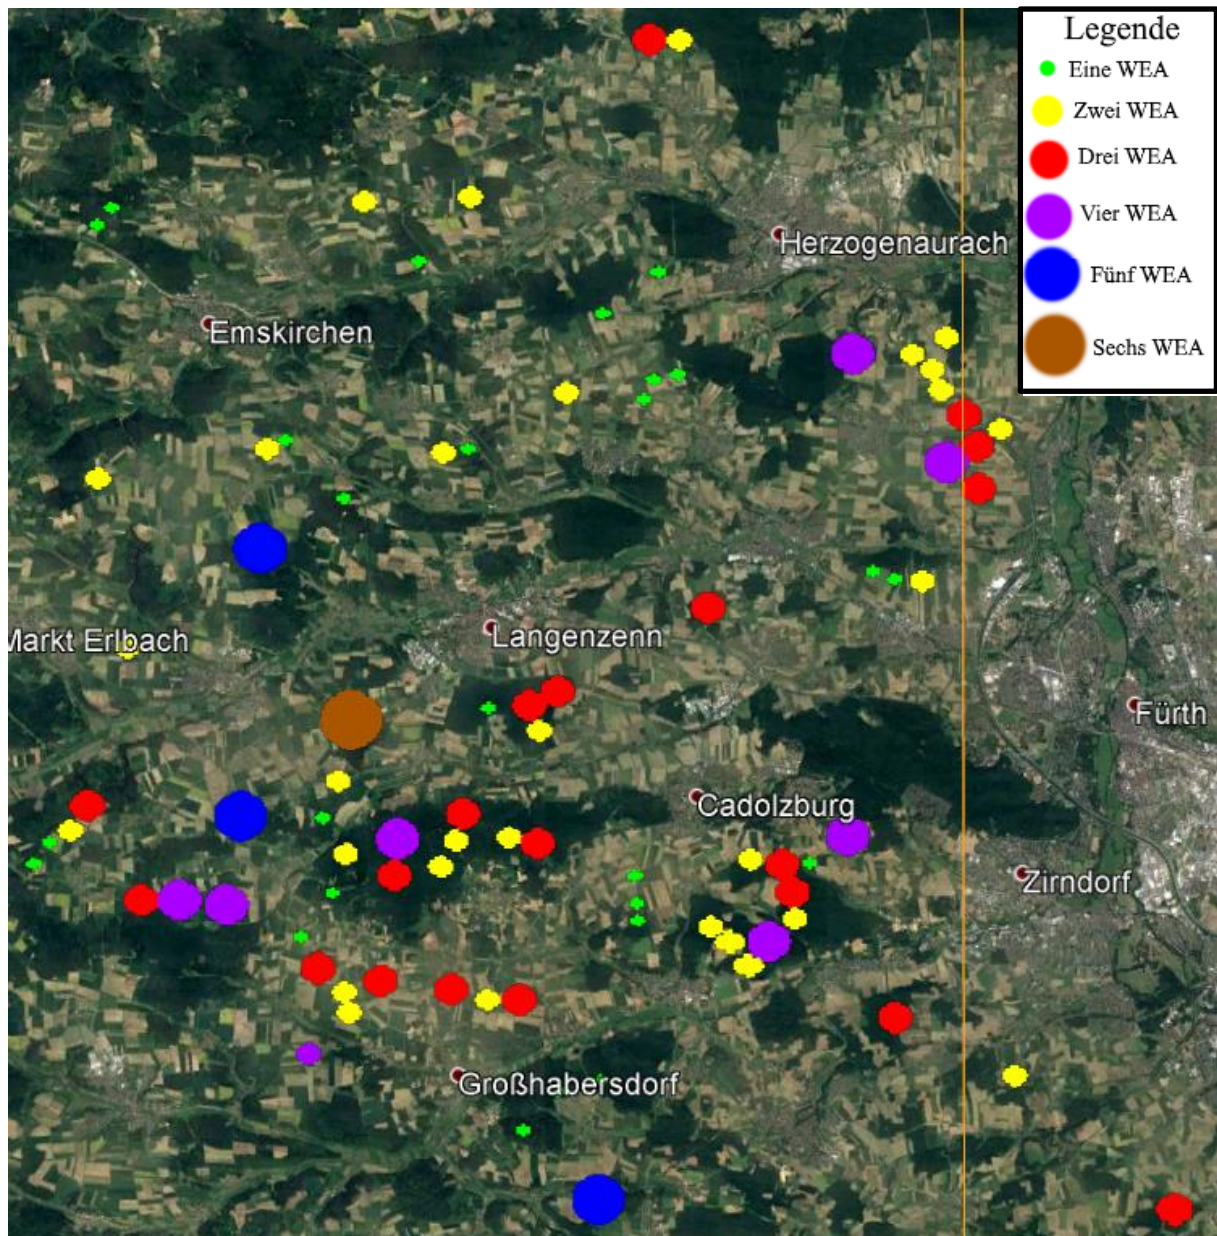 Legende
Eine WEA
Zwei WEA
Drei WEA
Vier WEA
Fünf WEA
Sechs WEA
Herzogenaurach
Emskirchen
Langenzenn
Markt Erlbach
Fürth
Cadolzburg
Zirndorf
Großhabersdorf